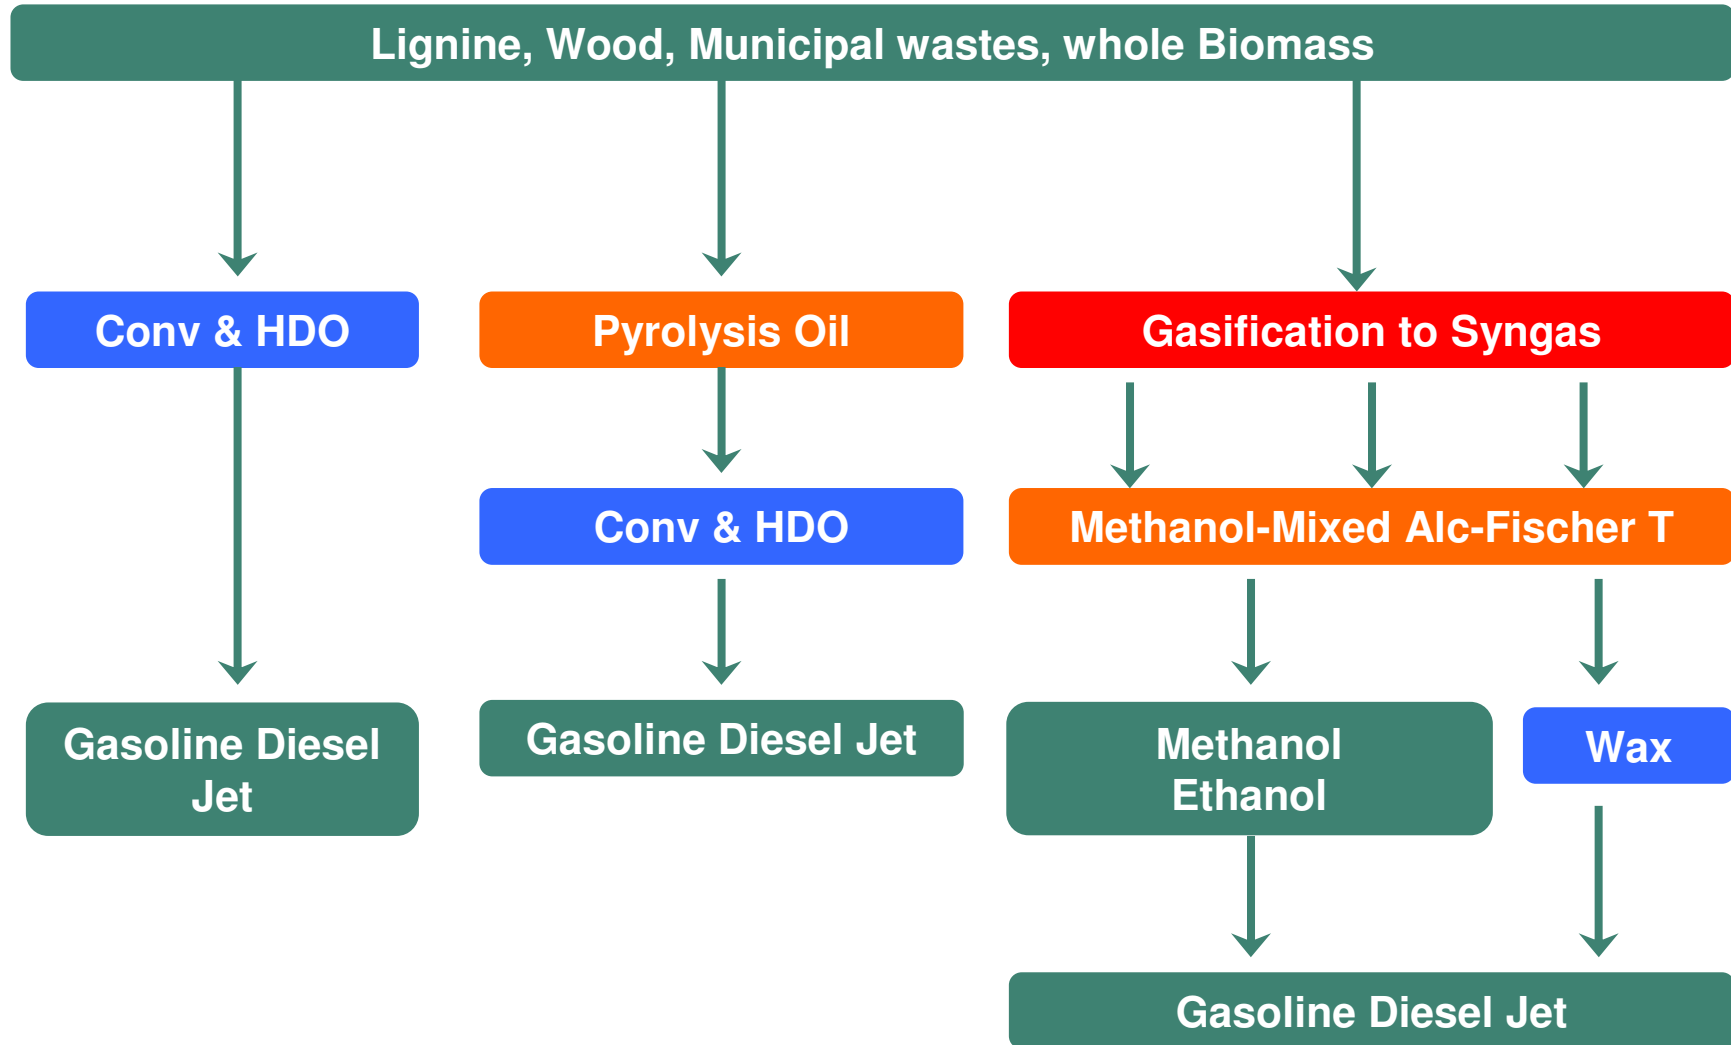 Lignine, Wood, Municipal wastes, whole Biomass
Conv & HDO
Pyrolysis Oil
Gasification to Syngas
Conv & HDO
Methanol-Mixed Alc-Fischer T
Gasoline Diesel
Jet
Gasoline Diesel Jet
Methanol
Ethanol
Wax
Gasoline Diesel Jet